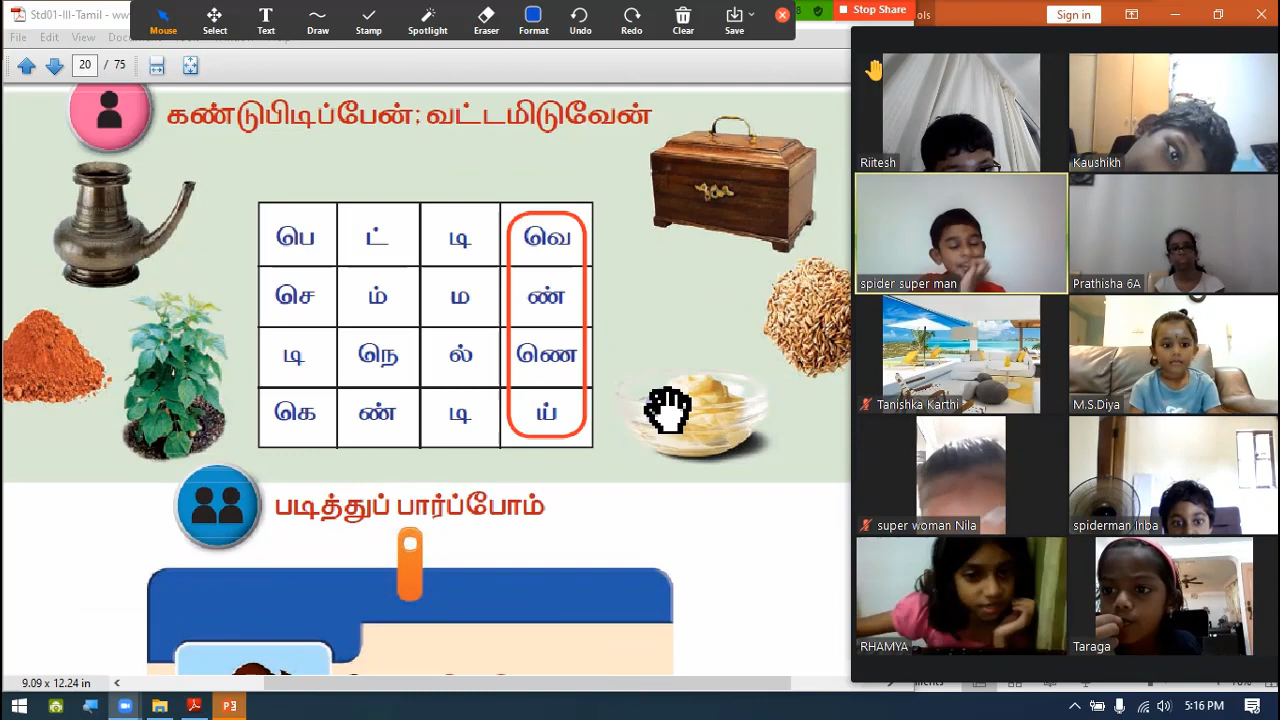 Std01-III-Tamil - ww
Mouse
Select
Text
Draw
Stamp
Spotlight
Eraser
Format
Undo
Redo
Clear
Save
Stop Share
Sign in
File Edit View
20 / 75
கண்டுபிடிப்பேன்; வட்டமிடுவேன்
பெ ட் டி வெ
செ ம் ம ண்
டி நெ ல் ணெ
கெ ண் டி ய்
படித்துப் பார்ப்போம்
Riitesh
Kaushikh
spider super man
Prathisha 6A
Tanishka Karthi
M.S.Diya
super woman Nila
spiderman Inba
RHAMYA
Taraga
9.09 x 12.24 in
5:16 PM